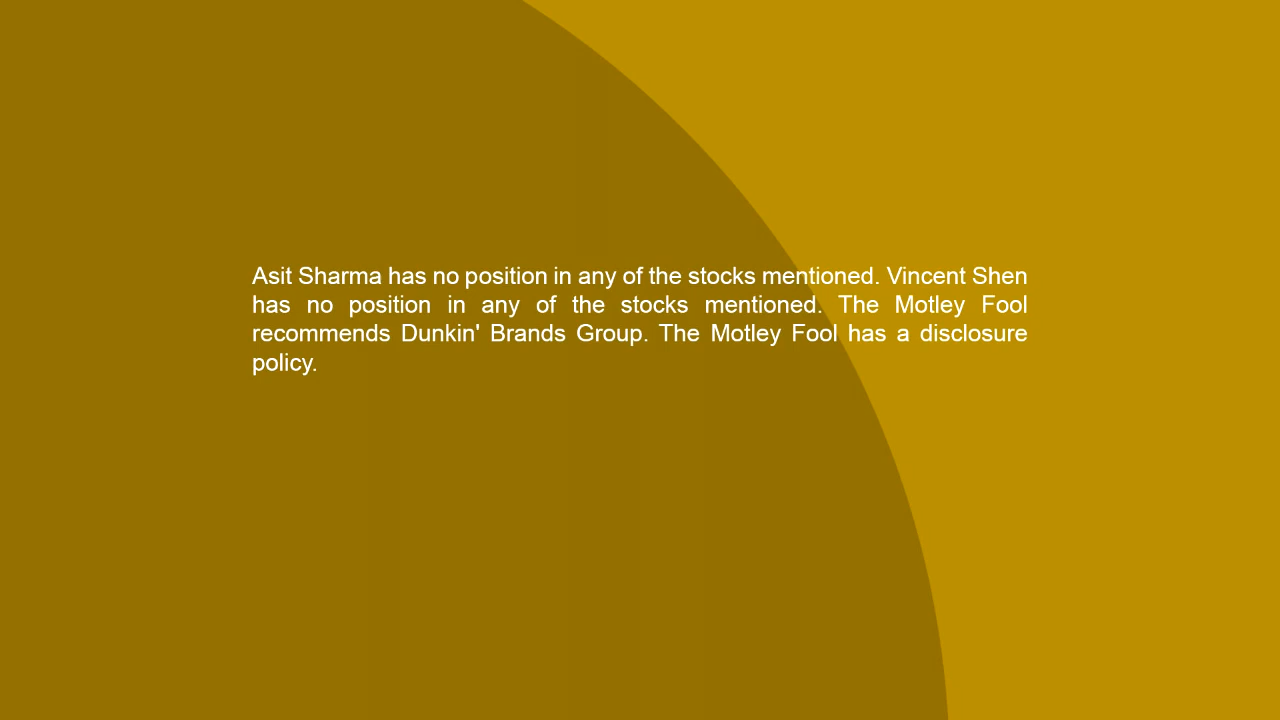 Asit Sharma has no position in any of the stocks mentioned. Vincent Shen
has no position in any of the stocks mentioned. The Motley Fool
recommends Dunkin' Brands Group. The Motley Fool has a disclosure
policy.